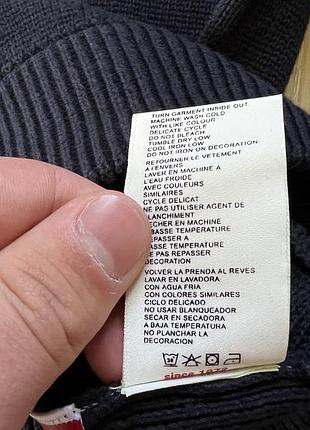 TURN GARMENT INSIDE OUT
MACHINE WASH COLD
WITH LIKE COLOUR
DELICATE CYCLE
DO NOT BLEACH
TUMBLE DRY LOW
COOL IRON LOW
DO NOT IRON ON DECORATION
RETOURNER LE VETEMENT
A L'ENVERS
LAVER EN MACHINE A
L'EAU FROIDE
AVEC COULEURS
SIMILAIRES
CYCLE DELICAT
NE PAS UTILISER AGENT DE
BLANCHIMENT
SECHER EN MACHINE
BASSE TEMPERATURE
REPASSER A
BASSE TEMPERATURE
NE PAS REPASSER
DECORATION
VOLVER LA PRENDA AL REVES
LAVAR EN LAVADORA
CON AGUA FRIA
CON COLORES SIMILARES
CICLO DELICADO
NO USAR BLANQUEADOR
SECAR EN SECADORA
A BAJA TEMPERATURA
NO PLANCHAR LA
DECORACION
since